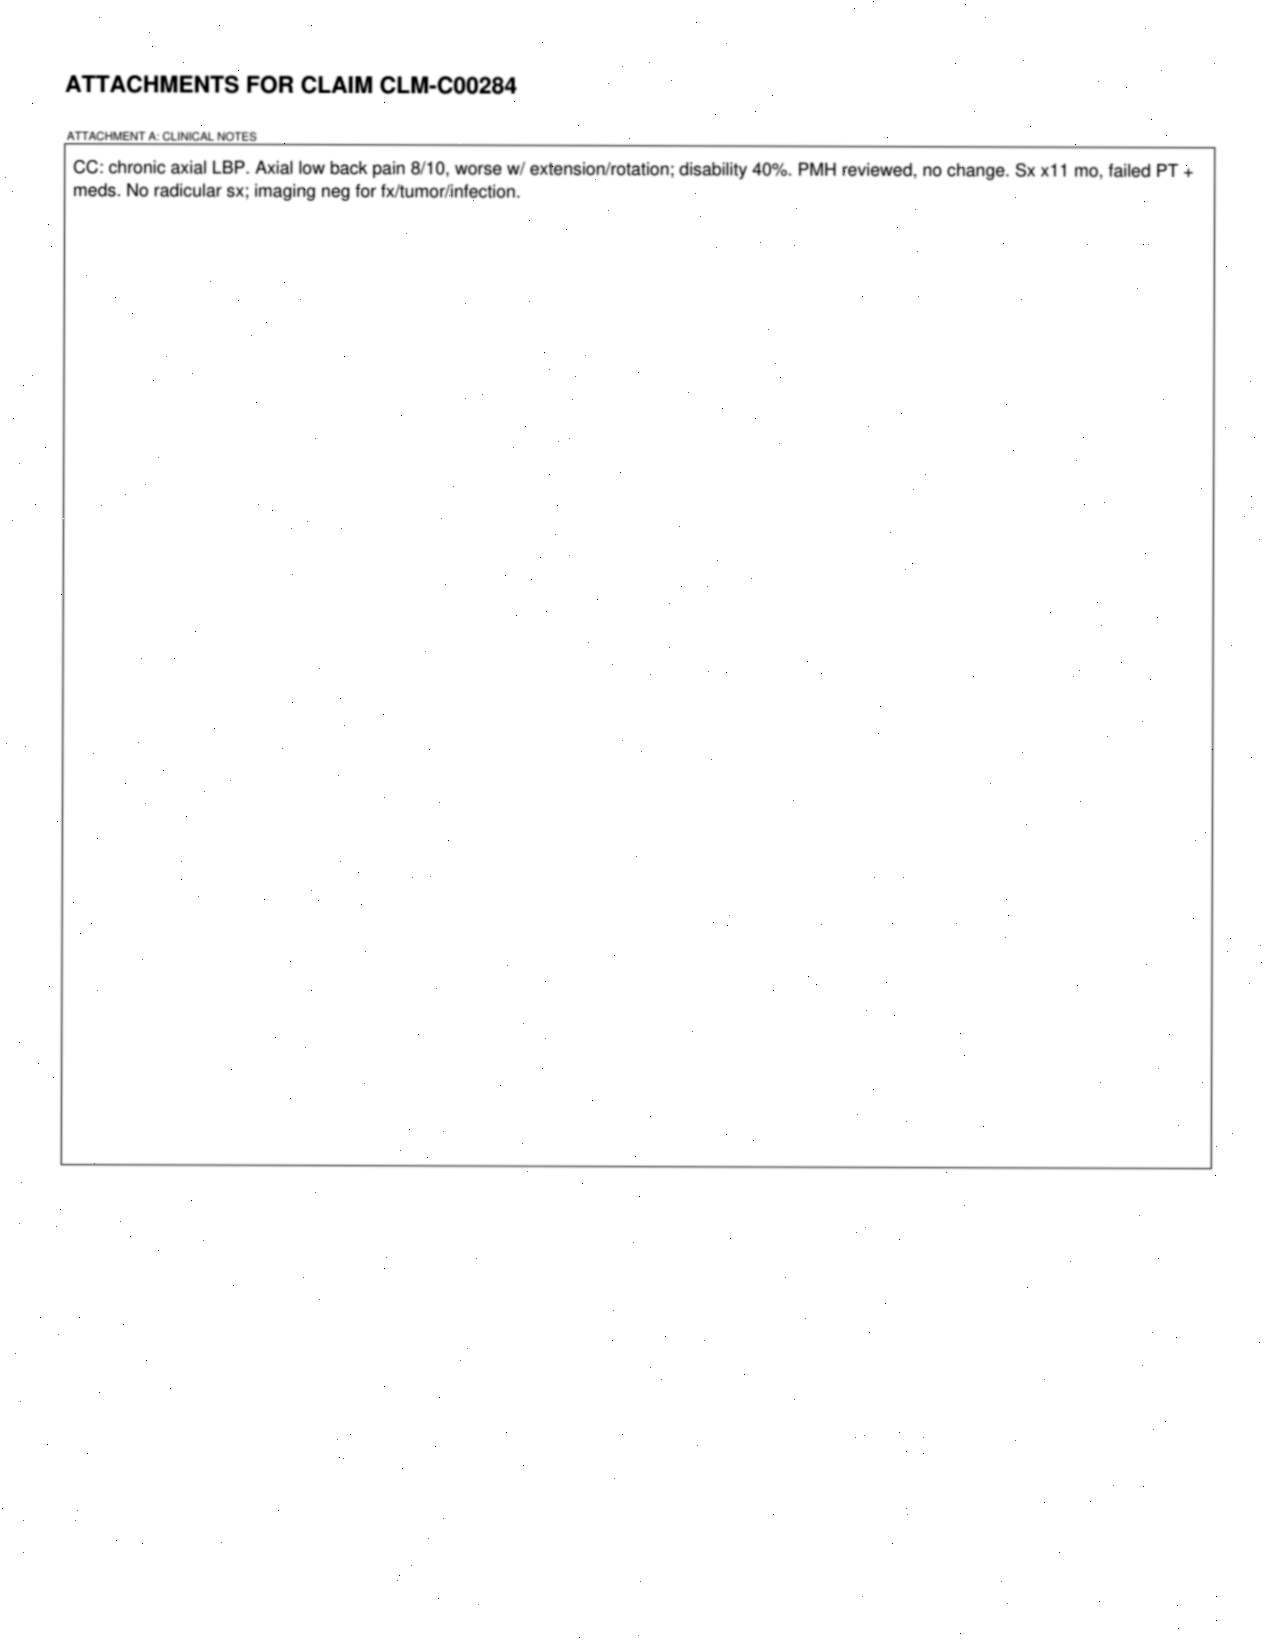 ATTACHMENTS FOR CLAIM CLM-C00284
ATTACHMENT A: CLINICAL NOTES
CC: chronic axial LBP. Axial low back pain 8/10, worse w/ extension/rotation; disability 40%. PMH reviewed, no change. Sx x11 mo, failed PT +
meds. No radicular sx; imaging neg for fx/tumor/infection.